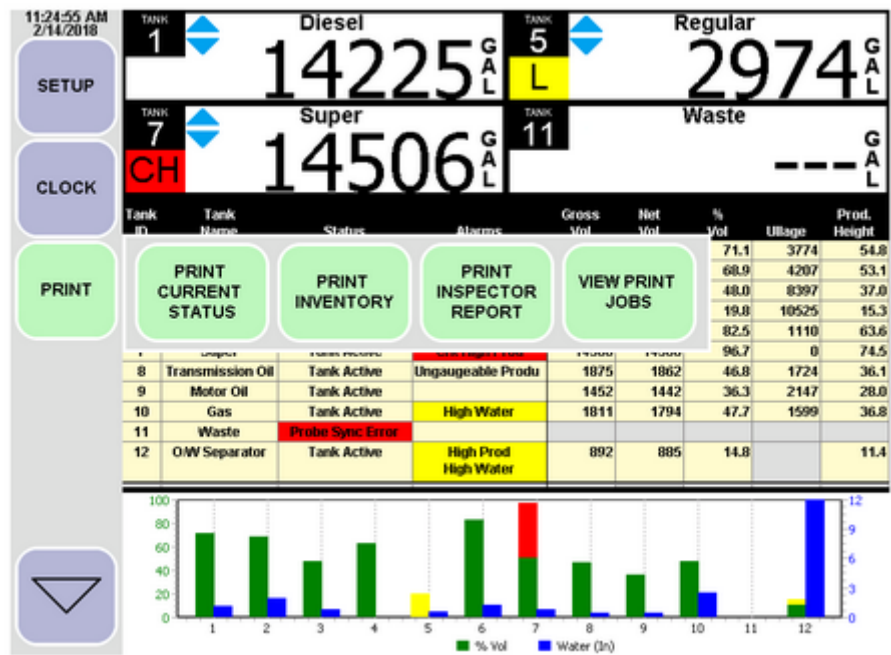 11:24:55 AM
2/14/2018
SETUP
CLOCK
PRINT
TANK
1
Diesel
14225
GAL
TANK
5
L
Regular
2974
GAL
TANK
7
CH
Super
14506
GAL
TANK
11
Waste
---
GAL
Tank Tank Gross Net % Prod.
ID Name Status Alarms Vol Vol Vol Ullage Height
71.1 3774 54.8
68.9 4207 53.1
48.0 8397 37.0
19.8 10525 15.3
82.5 1110 63.6
96.7 0 74.5
PRINT
CURRENT
STATUS
PRINT
INVENTORY
PRINT
INSPECTOR
REPORT
VIEW PRINT
JOBS
8 Transmission Oil Tank Active Ungaugeable Produ 1875 1862 46.8 1724 36.1
9 Motor Oil Tank Active 1452 1442 36.3 2147 28.0
10 Gas Tank Active High Water 1811 1794 47.7 1599 36.8
11 Waste Probe Sync Error
12 O/W Separator Tank Active High Prod 892 885 14.8 11.4
High Water
100
80
60
40
20
0
12
9
6
3
0
1 2 3 4 5 6 7 8 9 10 11 12
% Vol Water (In)